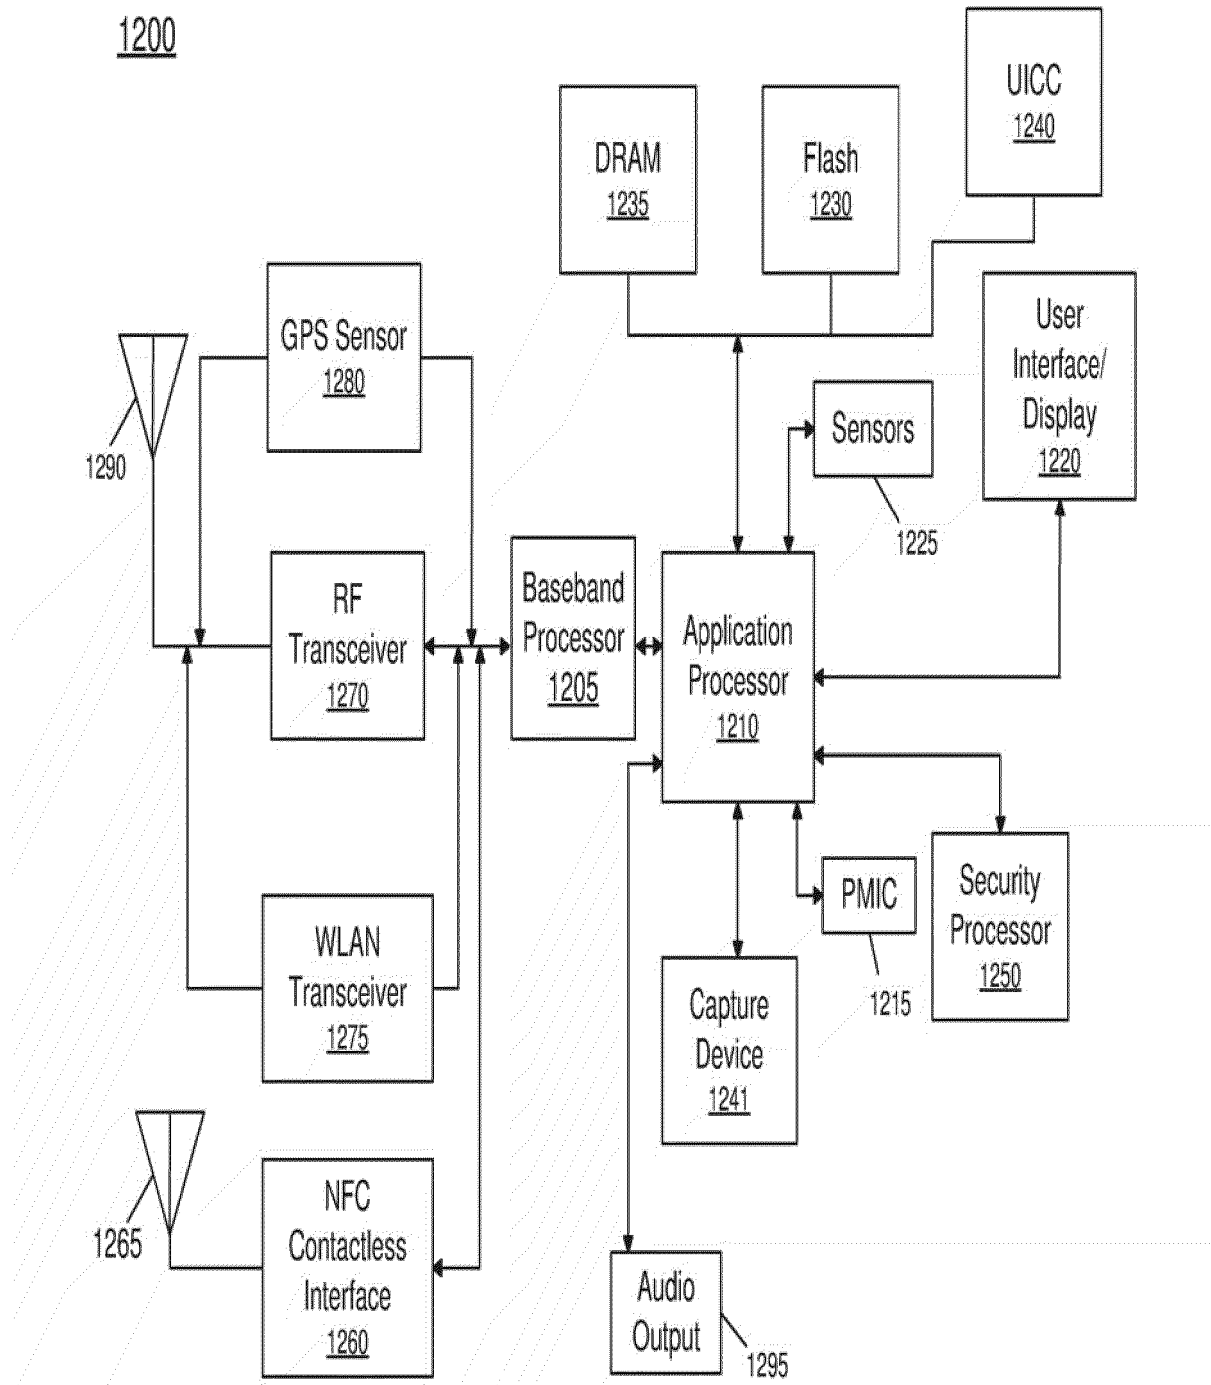 1200
UICC
1240
DRAM
1235
Flash
1230
GPS Sensor
1280
User
Interface/
Display
1220
Sensors
1225
1290
RF
Transceiver
1270
Baseband
Processor
1205
Application
Processor
1210
PMIC
1215
Security
Processor
1250
WLAN
Transceiver
1275
Capture
Device
1241
1265
NFC
Contactless
Interface
1260
Audio
Output
1295